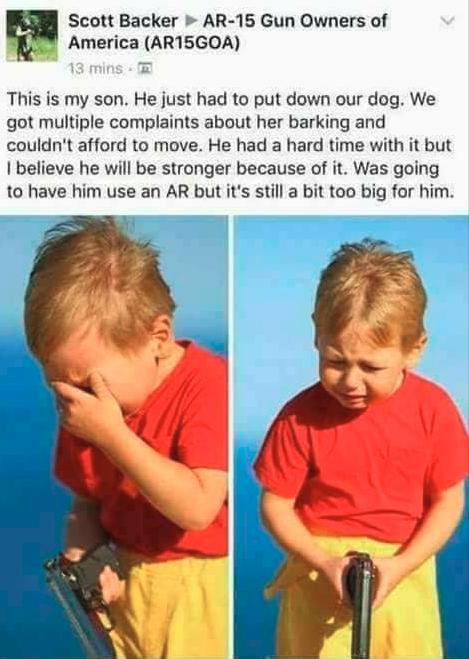 Scott Backer ▶ AR-15 Gun Owners of
America (AR15GOA)
13 mins ·
This is my son. He just had to put down our dog. We
got multiple complaints about her barking and
couldn't afford to move. He had a hard time with it but
I believe he will be stronger because of it. Was going
to have him use an AR but it's still a bit too big for him.